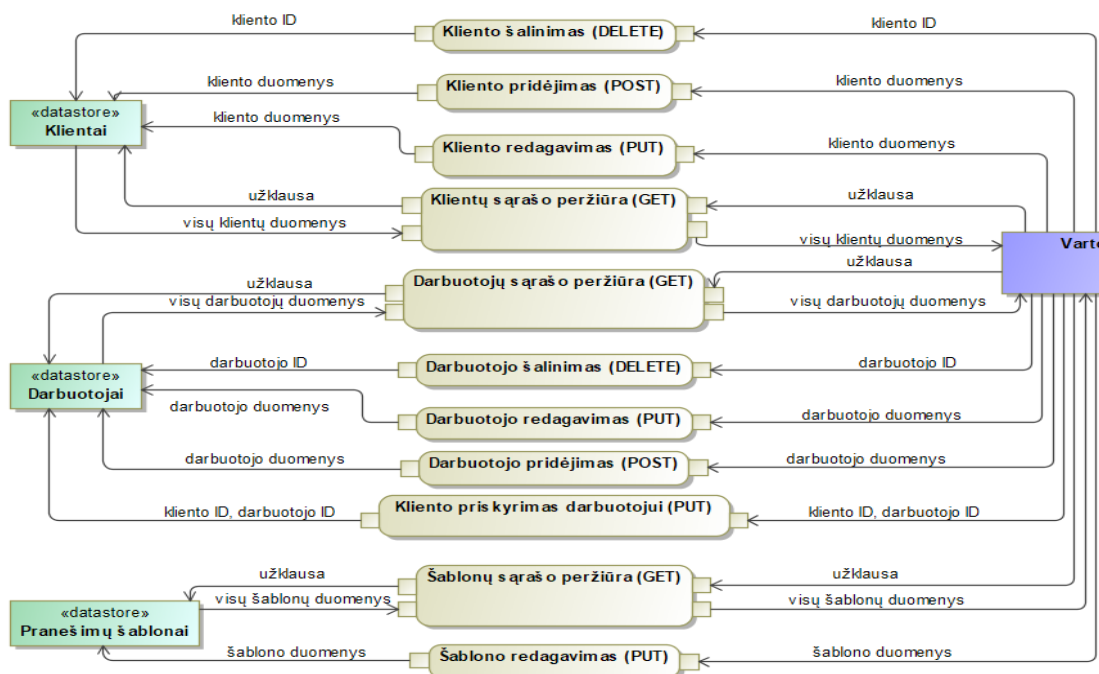 kliento ID
Kliento šalinimas (DELETE)
kliento ID
kliento duomenys
Kliento pridėjimas (POST)
kliento duomenys
«datastore»
Klientai
kliento duomenys
Kliento redagavimas (PUT)
kliento duomenys
užklausa
Klientų sąrašo peržiūra (GET)
užklausa
visų klientų duomenys
visų klientų duomenys
užklausa
Darbuotojų sąrašo peržiūra (GET)
užklausa
visų darbuotojų duomenys
visų darbuotojų duomenys
«datastore»
Darbuotojai
darbuotojo ID
Darbuotojo šalinimas (DELETE)
darbuotojo ID
darbuotojo duomenys
Darbuotojo redagavimas (PUT)
darbuotojo duomenys
darbuotojo duomenys
Darbuotojo pridėjimas (POST)
darbuotojo duomenys
kliento ID, darbuotojo ID
Kliento priskyrimas darbuotojui (PUT)
kliento ID, darbuotojo ID
užklausa
Šablonų sąrašo peržiūra (GET)
užklausa
visų šablonų duomenys
visų šablonų duomenys
«datastore»
Pranešimų šablonai
šablono duomenys
Šablono redagavimas (PUT)
šablono duomenys